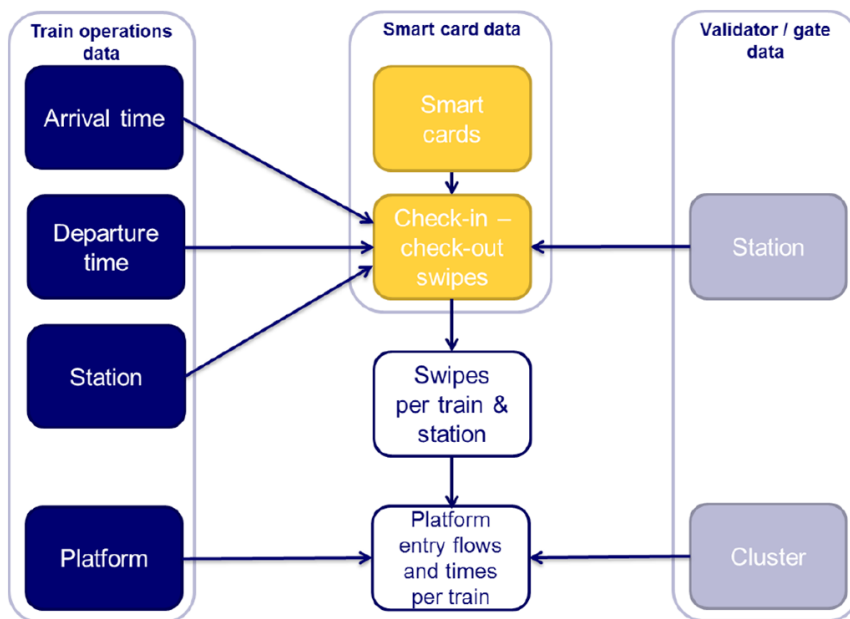 Train operations
data
Arrival time
Departure
time
Station
Platform
Smart card data
Smart
cards
Check-in –
check-out
swipes
Swipes
per train &
station
Platform
entry flows
and times
per train
Validator / gate
data
Station
Cluster